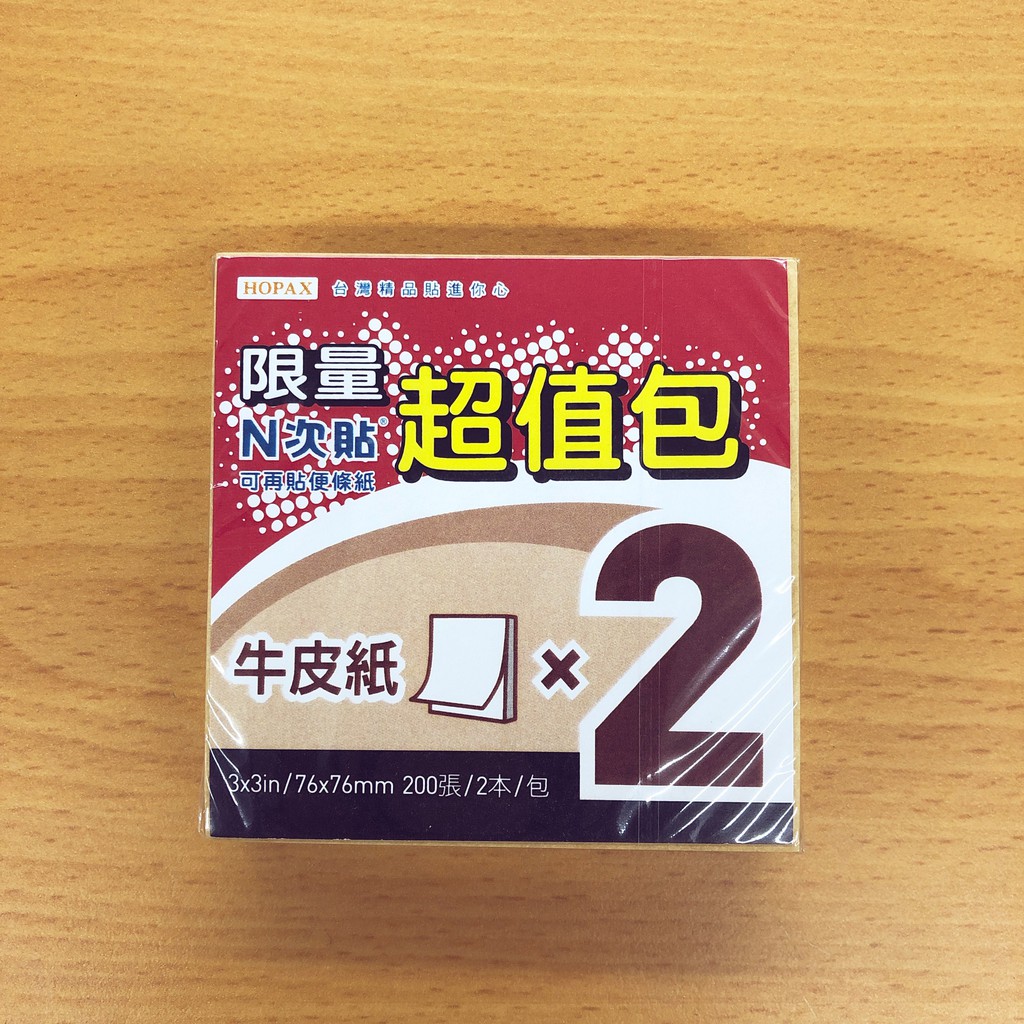 HOPAX 台灣精品貼進你心
限量
N次貼®
可再貼便條紙
超值包
牛皮紙 × 2
3x3in/76x76mm 200張/2本/包